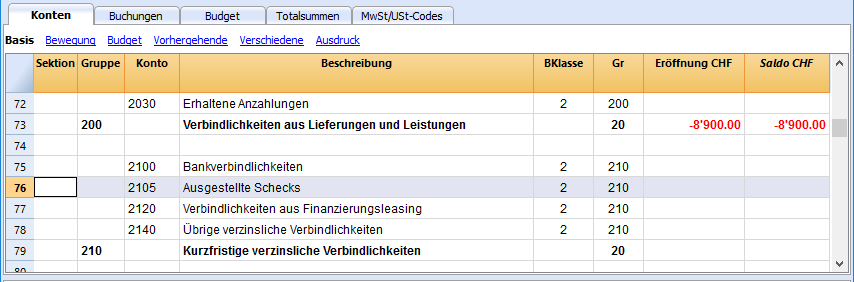 Konten Buchungen Budget Totalsummen MwSt/USt-Codes
Basis Bewegung Budget Vorhergehende Verschiedene Ausdruck
Sektion Gruppe Konto Beschreibung BKlasse Gr Eröffnung CHF Saldo CHF
72 2030 Erhaltene Anzahlungen 2 200
73 200 Verbindlichkeiten aus Lieferungen und Leistungen 20 -8'900.00 -8'900.00
74
75 2100 Bankverbindlichkeiten 2 210
76 2105 Ausgestellte Schecks 2 210
77 2120 Verbindlichkeiten aus Finanzierungsleasing 2 210
78 2140 Übrige verzinsliche Verbindlichkeiten 2 210
79 210 Kurzfristige verzinsliche Verbindlichkeiten 20
80